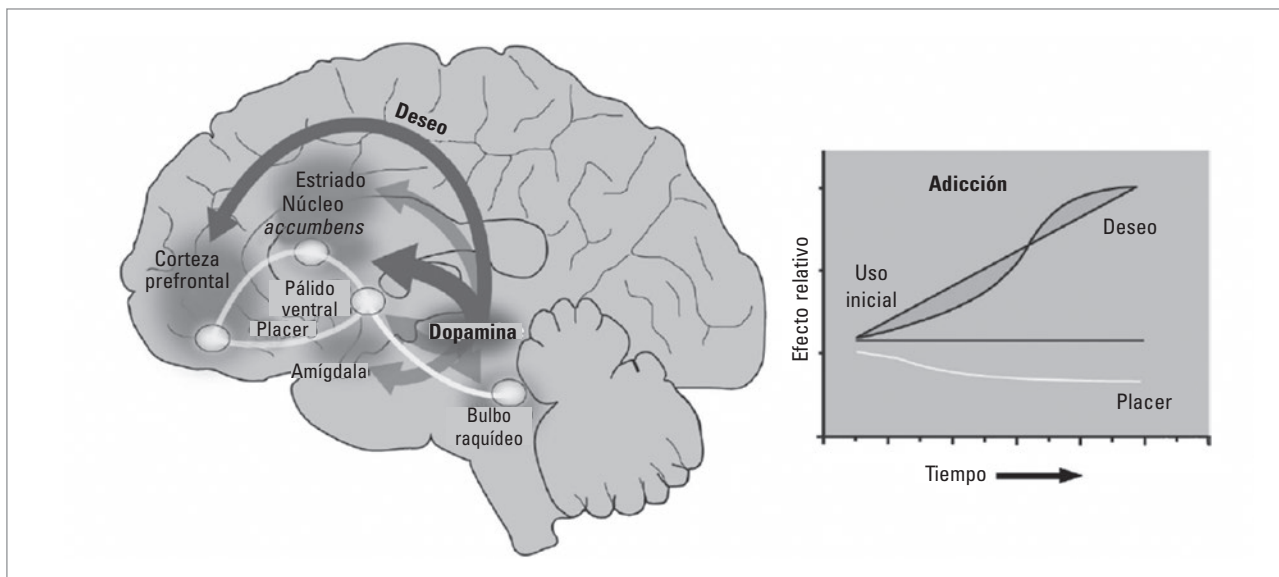 Deseo
Estriado
Núcleo
accumbens
Corteza
prefrontal
Pálido
ventral
Placer
Dopamina
Amígdala
Bulbo
raquídeo
Adicción
Deseo
Uso
inicial
Placer
Efecto relativo
Tiempo